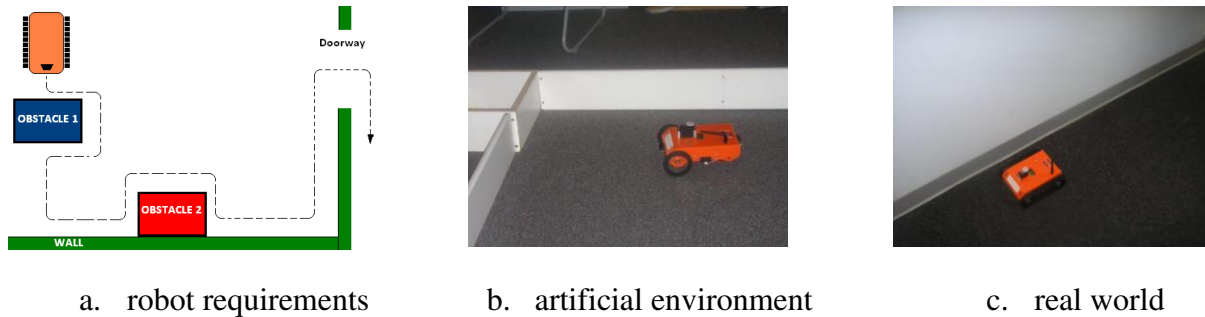 Doorway
OBSTACLE 1
OBSTACLE 2
WALL
a. robot requirements
b. artificial environment
c. real world